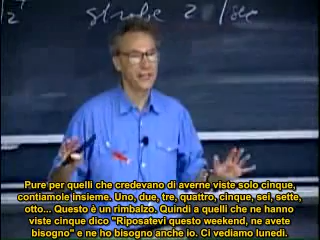 strobe 2 /sec
Pure per quelli che credevano di averne viste solo cinque,
contiamole insieme. Uno, due, tre, quattro, cinque, sei, sette,
otto... Questo è un rimbalzo. Quindi a quelli che ne hanno
viste cinque dico "Riposatevi questo weekend, ne avete
bisogno" e ne ho bisogno anche io. Ci vediamo lunedì.